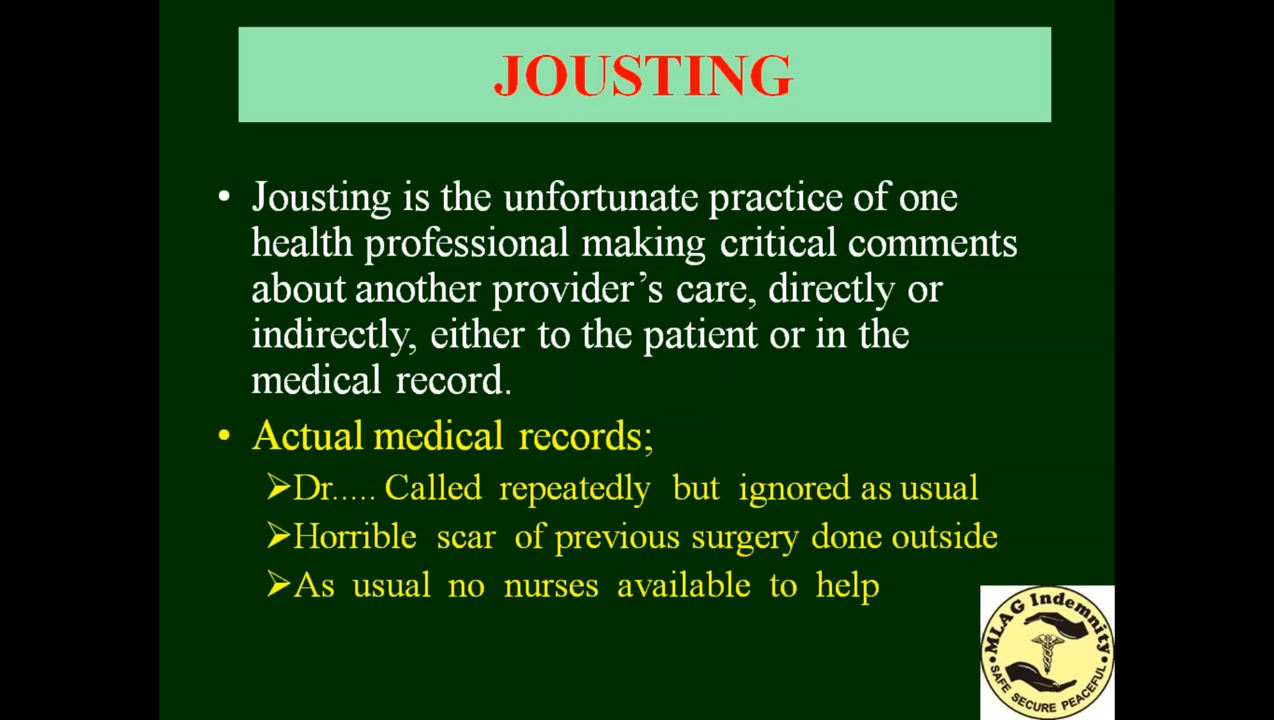 JOUSTING
• Jousting is the unfortunate practice of one
health professional making critical comments
about another provider’s care, directly or
indirectly, either to the patient or in the
medical record.
• Actual medical records;
➢Dr..... Called repeatedly but ignored as usual
➢Horrible scar of previous surgery done outside
➢As usual no nurses available to help
MLAG Indemnity
• SAFE SECURE PEACEFUL •